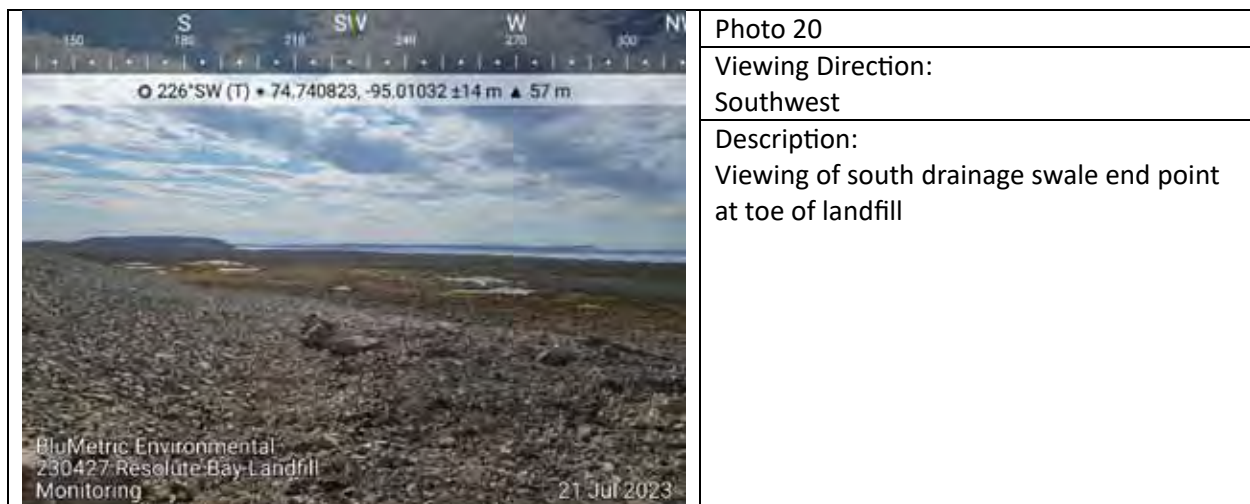 S SW W NW
150 180 210 240 270 300
226°SW (T) • 74.740823, -95.01032 ±14 m ▲ 57 m
BluMetric Environmental
230427 Resolute Bay Landfill
Monitoring
21 Jul 2023
Photo 20
Viewing Direction:
Southwest
Description:
Viewing of south drainage swale end point
at toe of landfill